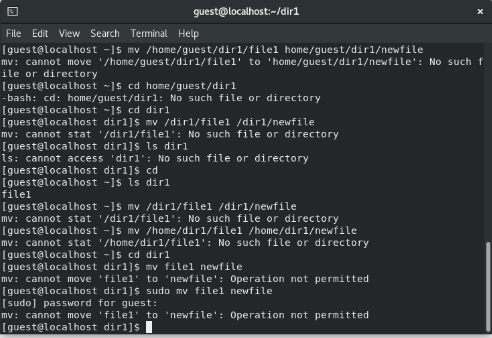 guest@localhost:~/dir1
File Edit View Search Terminal Help
[guest@localhost ~]$ mv /home/guest/dir1/file1 home/guest/dir1/newfile
mv: cannot move '/home/guest/dir1/file1' to 'home/guest/dir1/newfile': No such f
ile or directory
[guest@localhost ~]$ cd home/guest/dir1
-bash: cd: home/guest/dir1: No such file or directory
[guest@localhost ~]$ cd dir1
[guest@localhost dir1]$ mv /dir1/file1 /dir1/newfile
mv: cannot stat '/dir1/file1': No such file or directory
[guest@localhost dir1]$ ls dir1
ls: cannot access 'dir1': No such file or directory
[guest@localhost dir1]$ cd
[guest@localhost ~]$ ls dir1
file1
[guest@localhost ~]$ mv /dir1/file1 /dir1/newfile
mv: cannot stat '/dir1/file1': No such file or directory
[guest@localhost ~]$ mv /home/dir1/file1 /home/dir1/newfile
mv: cannot stat '/home/dir1/file1': No such file or directory
[guest@localhost ~]$ cd dir1
[guest@localhost dir1]$ mv file1 newfile
mv: cannot move 'file1' to 'newfile': Operation not permitted
[guest@localhost dir1]$ sudo mv file1 newfile
[sudo] password for guest:
mv: cannot move 'file1' to 'newfile': Operation not permitted
[guest@localhost dir1]$